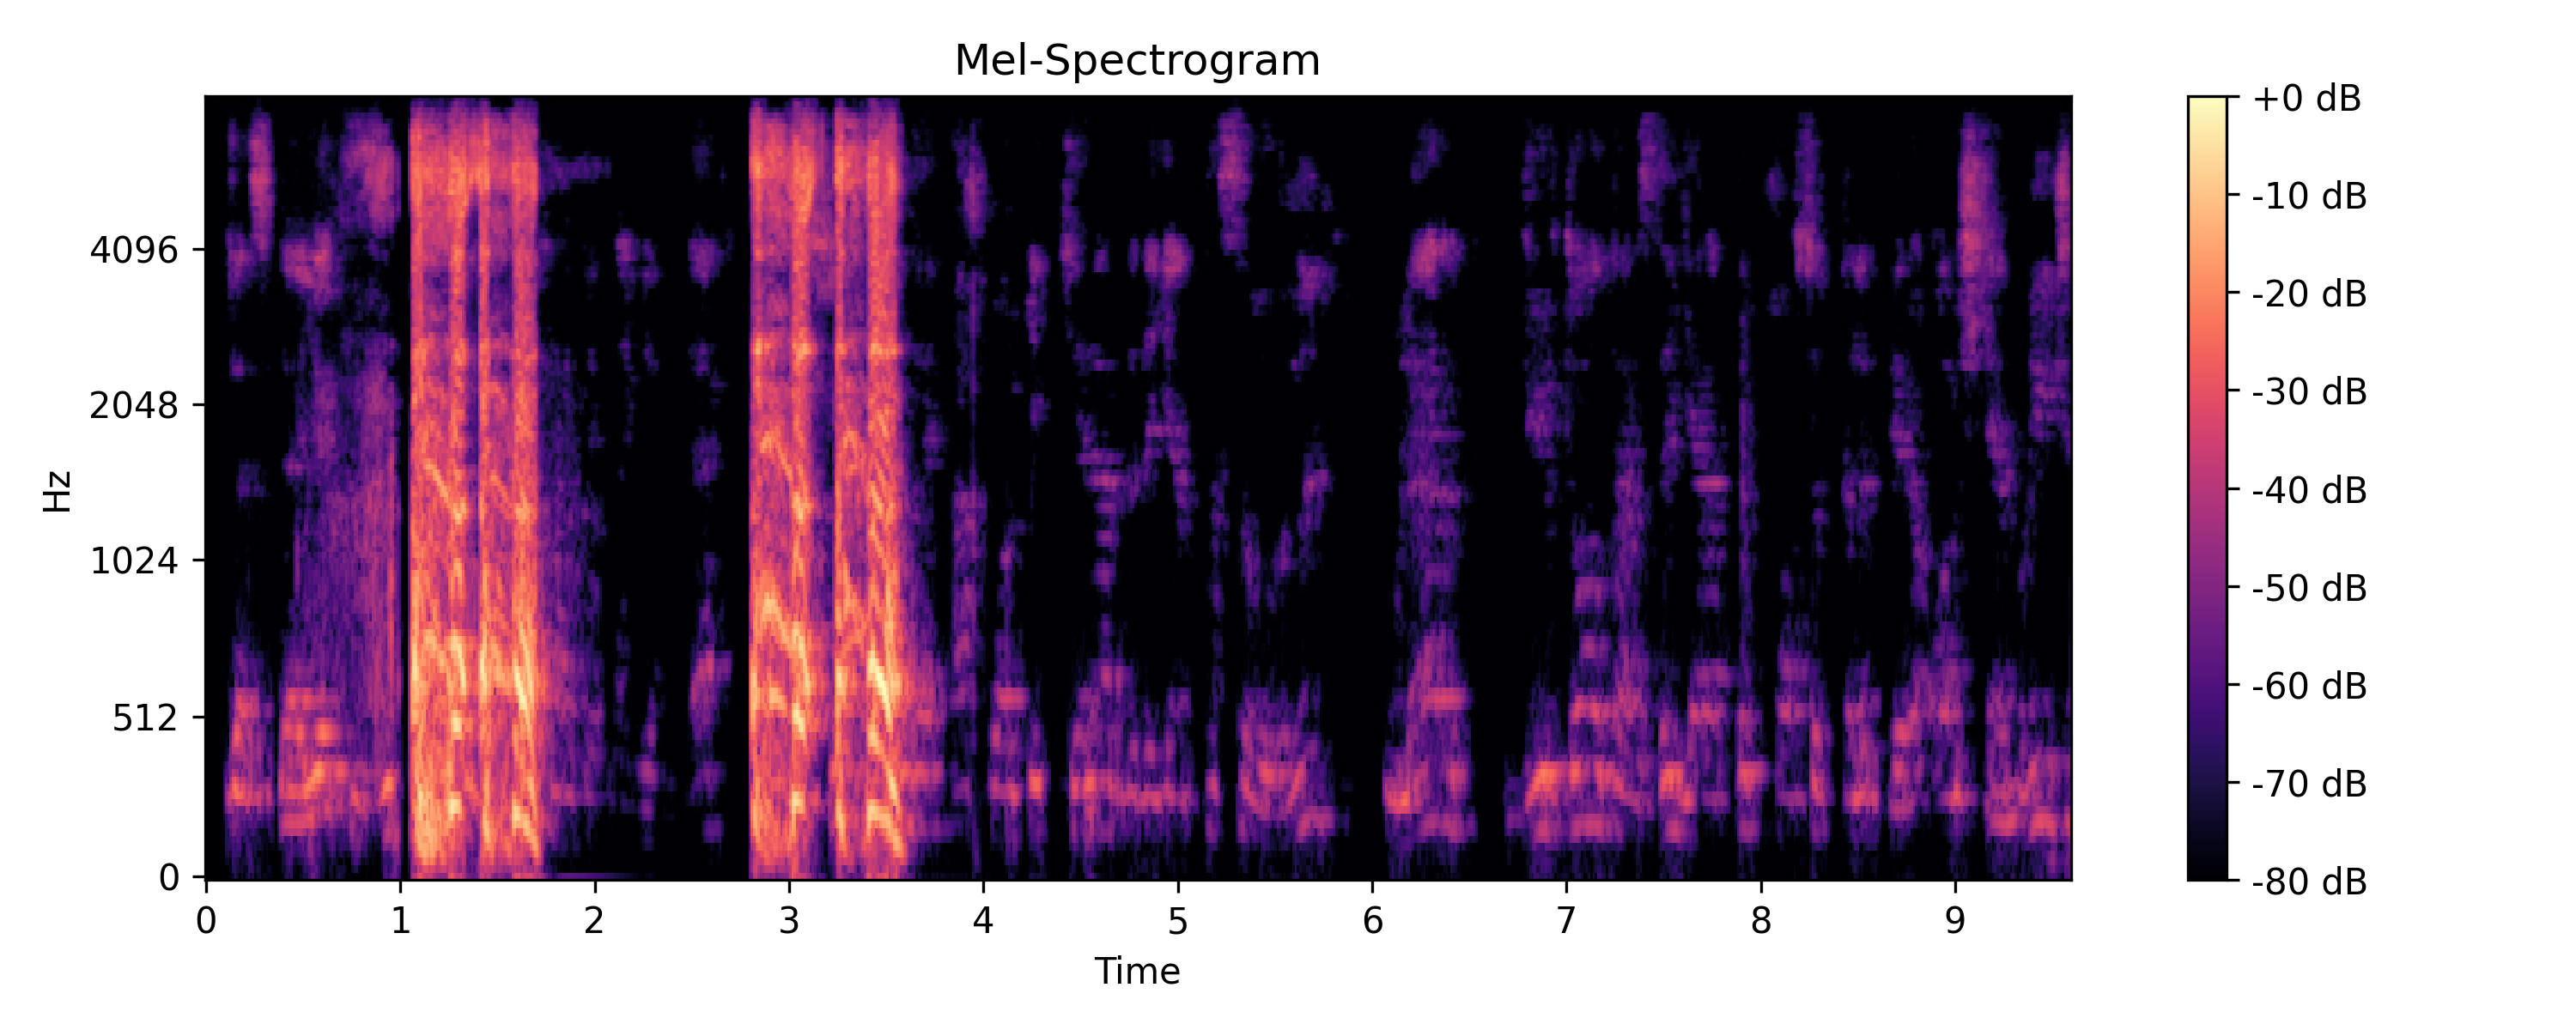 Mel-Spectrogram
+0 dB
-10 dB
-20 dB
-30 dB
-40 dB
-50 dB
-60 dB
-70 dB
-80 dB
4096
2048
1024
512
0
Hz
0 1 2 3 4 5 6 7 8 9
Time